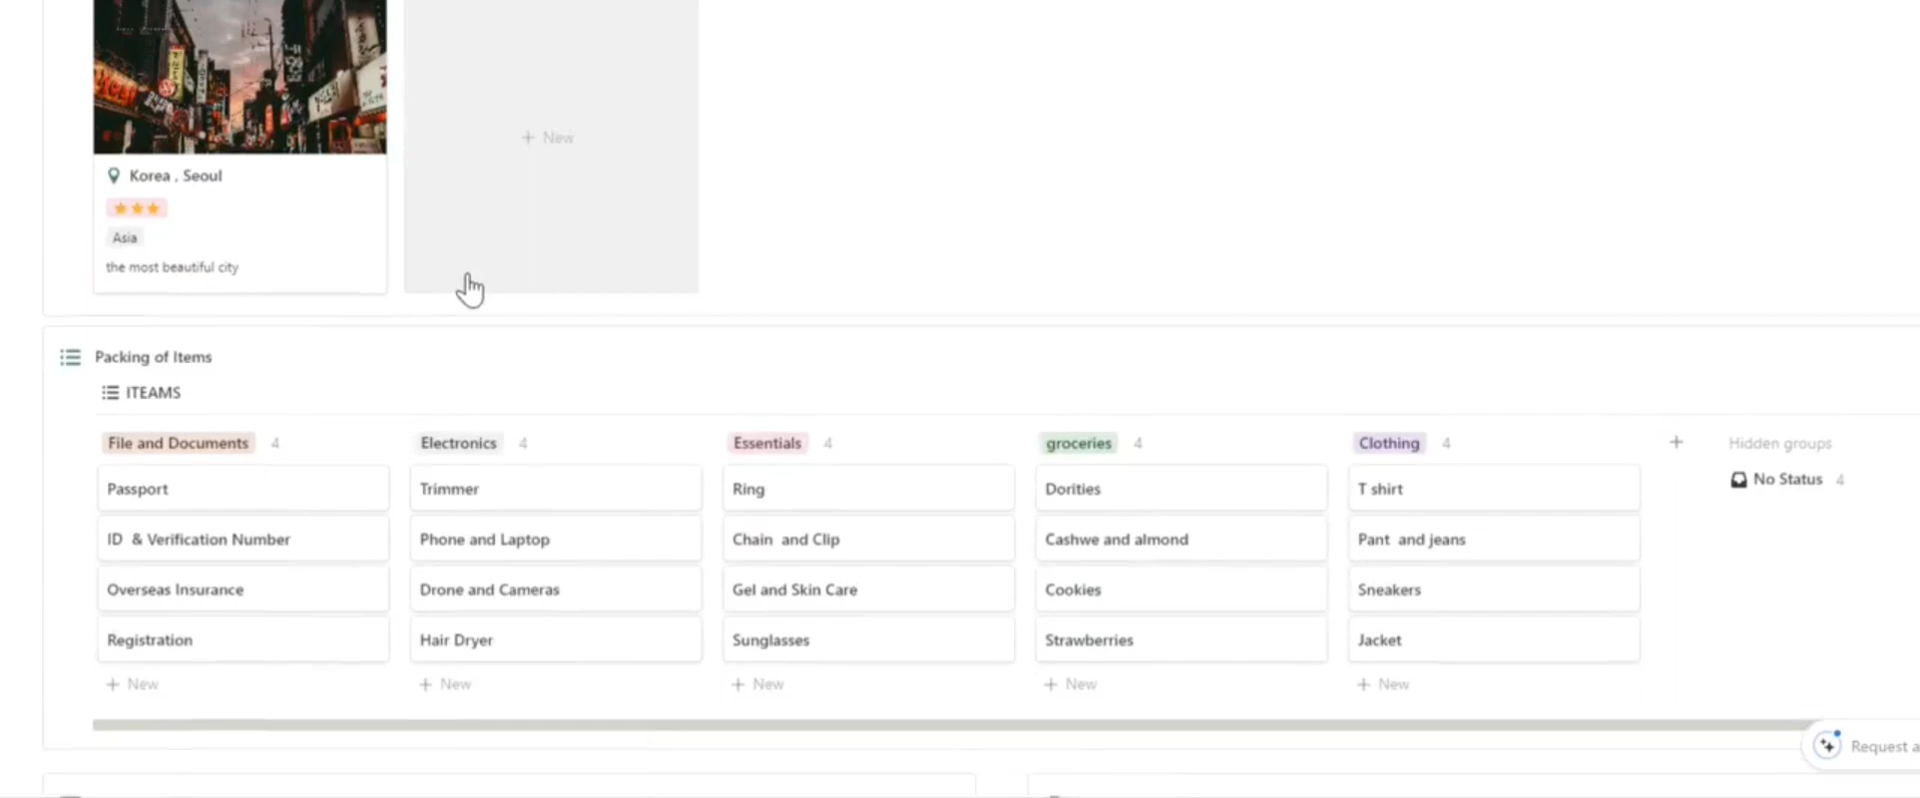 + New
Korea . Seoul
Asia
the most beautiful city
Packing of Items
ITEAMS
File and Documents 4
Passport
ID & Verification Number
Overseas Insurance
Registration
+ New
Electronics 4
Trimmer
Phone and Laptop
Drone and Cameras
Hair Dryer
+ New
Essentials 4
Ring
Chain and Clip
Gel and Skin Care
Sunglasses
+ New
groceries 4
Dorities
Cashwe and almond
Cookies
Strawberries
+ New
Clothing 4
T shirt
Pant and jeans
Sneakers
Jacket
+ New
+
Hidden groups
No Status 4
Request a